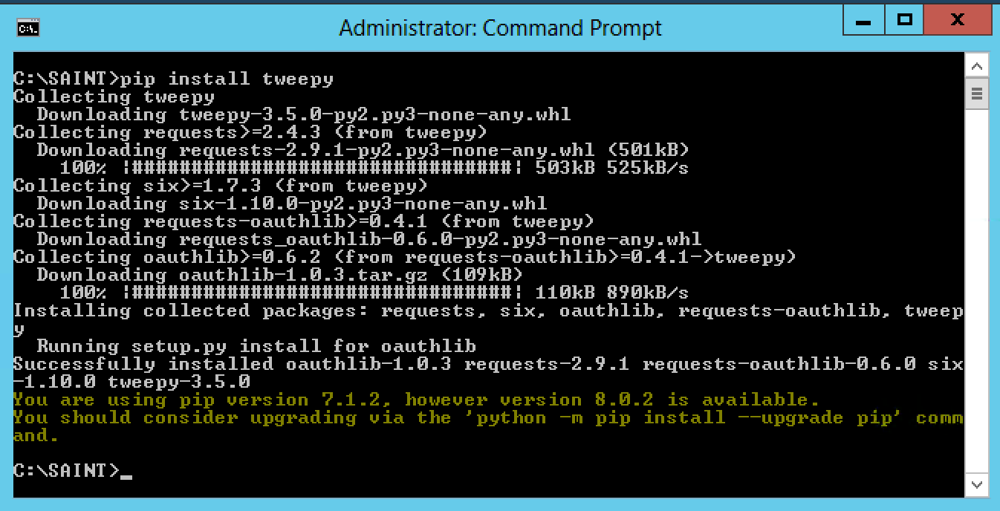 Administrator: Command Prompt
C:\SAINT>pip install tweepy
Collecting tweepy
  Downloading tweepy-3.5.0-py2.py3-none-any.whl
Collecting requests>=2.4.3 (from tweepy)
  Downloading requests-2.9.1-py2.py3-none-any.whl (501kB)
    100% |################################| 503kB 525kB/s
Collecting six>=1.7.3 (from tweepy)
  Downloading six-1.10.0-py2.py3-none-any.whl
Collecting requests-oauthlib>=0.4.1 (from tweepy)
  Downloading requests_oauthlib-0.6.0-py2.py3-none-any.whl
Collecting oauthlib>=0.6.2 (from requests-oauthlib>=0.4.1->tweepy)
  Downloading oauthlib-1.0.3.tar.gz (109kB)
    100% |################################| 110kB 890kB/s
Installing collected packages: requests, six, oauthlib, requests-oauthlib, tweep
y
  Running setup.py install for oauthlib
Successfully installed oauthlib-1.0.3 requests-2.9.1 requests-oauthlib-0.6.0 six
-1.10.0 tweepy-3.5.0
You are using pip version 7.1.2, however version 8.0.2 is available.
You should consider upgrading via the 'python -m pip install --upgrade pip' comm
and.
C:\SAINT>_